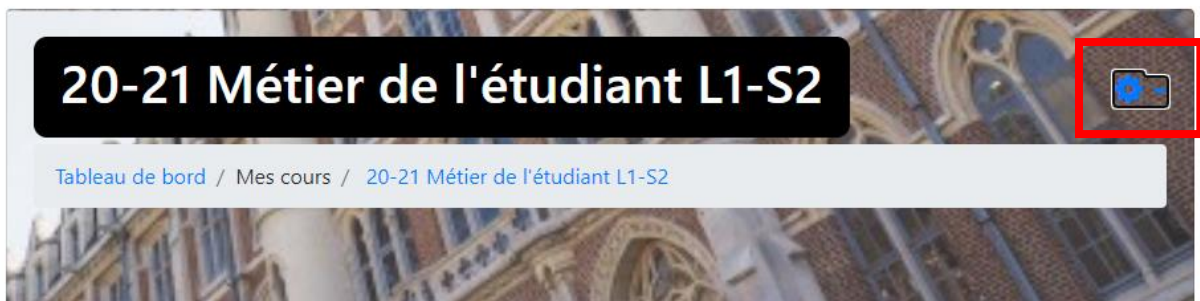 20-21 Métier de l'étudiant L1-S2
Tableau de bord / Mes cours / 20-21 Métier de l'étudiant L1-S2